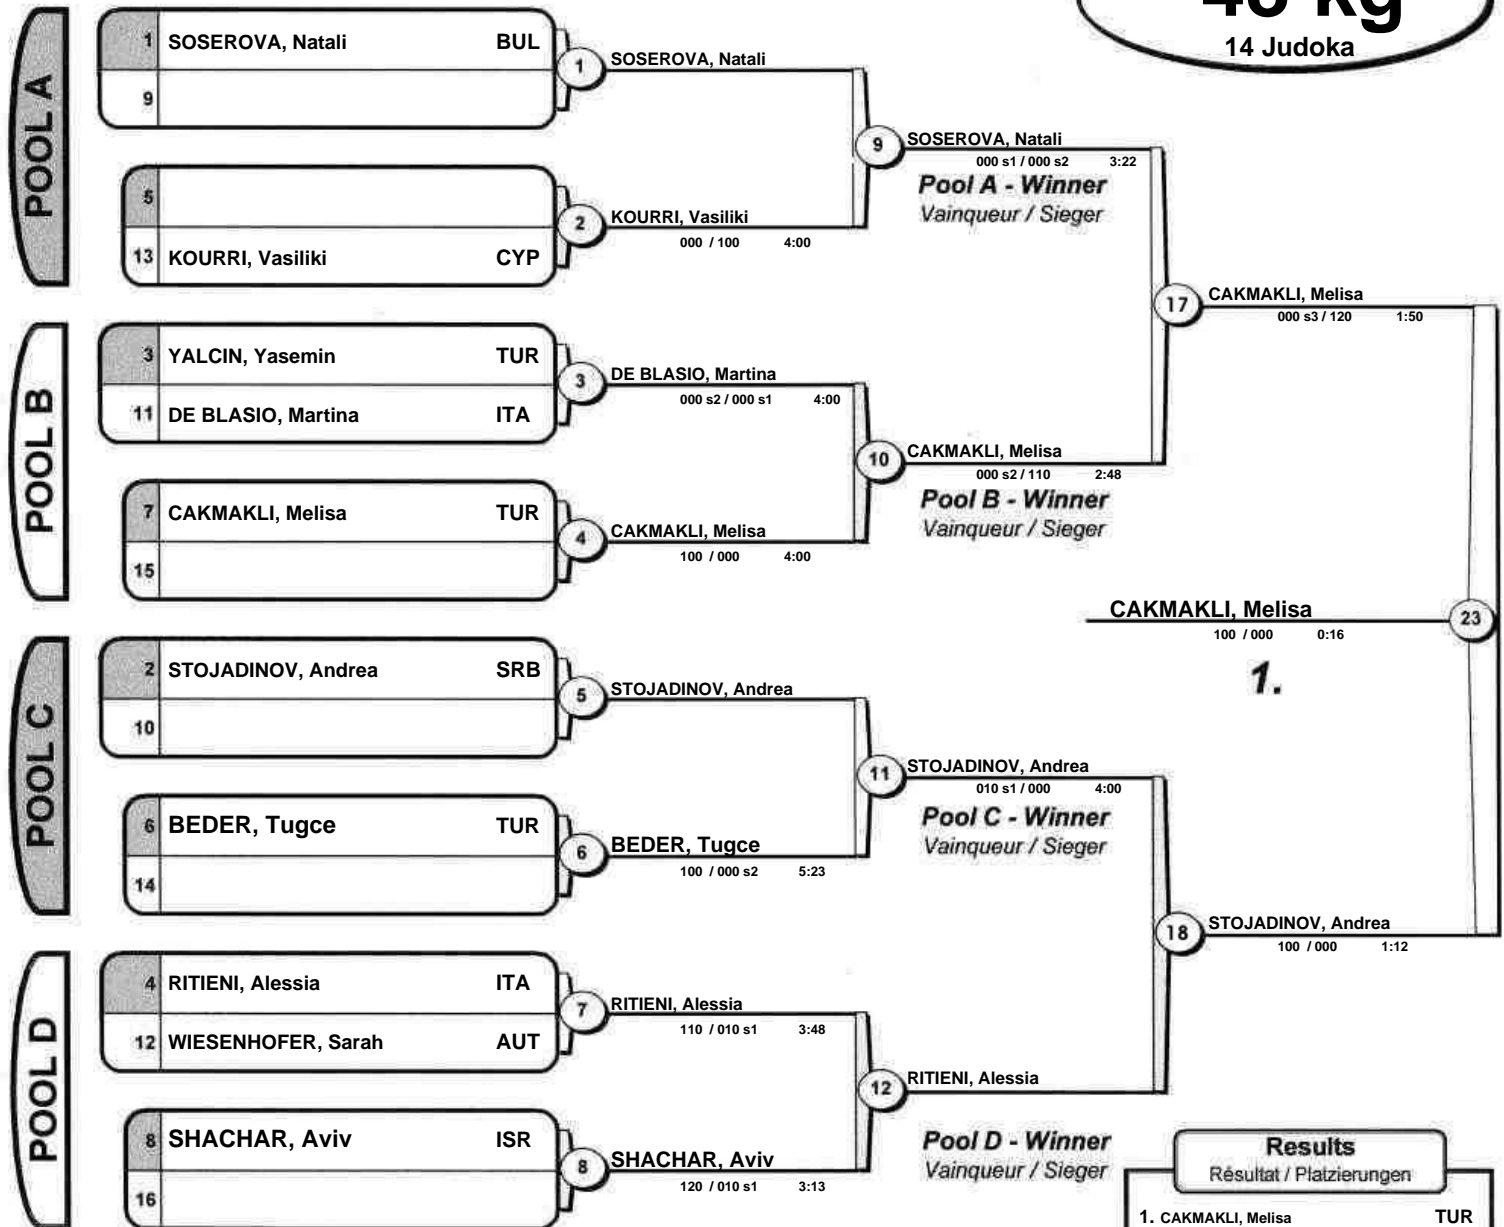 48 kg
14 Judoka
POOL A
1 SOSEROVA, Natali BUL
9
1 SOSEROVA, Natali
5
13 KOURRI, Vasiliki CYP
2 KOURRI, Vasiliki
000 / 100 4:00
9 SOSEROVA, Natali
000 s1 / 000 s2 3:22
Pool A - Winner
Vainqueur / Sieger
POOL B
3 YALCIN, Yasemin TUR
11 DE BLASIO, Martina ITA
3 DE BLASIO, Martina
000 s2 / 000 s1 4:00
7 CAKMAKLI, Melisa TUR
15
4 CAKMAKLI, Melisa
100 / 000 4:00
10 CAKMAKLI, Melisa
000 s2 / 110 2:48
Pool B - Winner
Vainqueur / Sieger
17 CAKMAKLI, Melisa
000 s3 / 120 1:50
CAKMAKLI, Melisa 23
100 / 000 0:16
1.
POOL C
2 STOJADINOV, Andrea SRB
10
5 STOJADINOV, Andrea
6 BEDER, Tugce TUR
14
6 BEDER, Tugce
100 / 000 s2 5:23
11 STOJADINOV, Andrea
010 s1 / 000 4:00
Pool C - Winner
Vainqueur / Sieger
18 STOJADINOV, Andrea
100 / 000 1:12
POOL D
4 RITIENI, Alessia ITA
12 WIESENHOFER, Sarah AUT
7 RITIENI, Alessia
110 / 010 s1 3:48
8 SHACHAR, Aviv ISR
16
8 SHACHAR, Aviv
120 / 010 s1 3:13
12 RITIENI, Alessia
Pool D - Winner
Vainqueur / Sieger
Results
Résultat / Platzierungen
1. CAKMAKLI, Melisa TUR